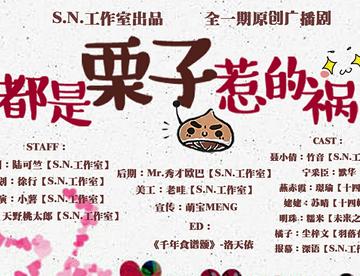 S.N.工作室出品 全一期原创广播剧
都是栗子惹的祸
STAFF:
:陆可竺【S.N.工作室】
:徐行【S.N.工作室】
:小薯【S.N.工作室】
天野桃太郎【S.N.工作室】
后期:Mr.秀才欧巴【S.N.工作室】
美工:老哇【S.N.工作室】
宣传:萌宝MENG
ED:
《千年食谱颂》-洛天依
CAST:
聂小倩:竹音【S.N.工
宁采臣:默华
燕赤霞:璟瑜【十四
姥姥:苏晴【十四
明珠:糯米【未来之
橘子:尘梓文【羽落
报幕:深语【S.N.工